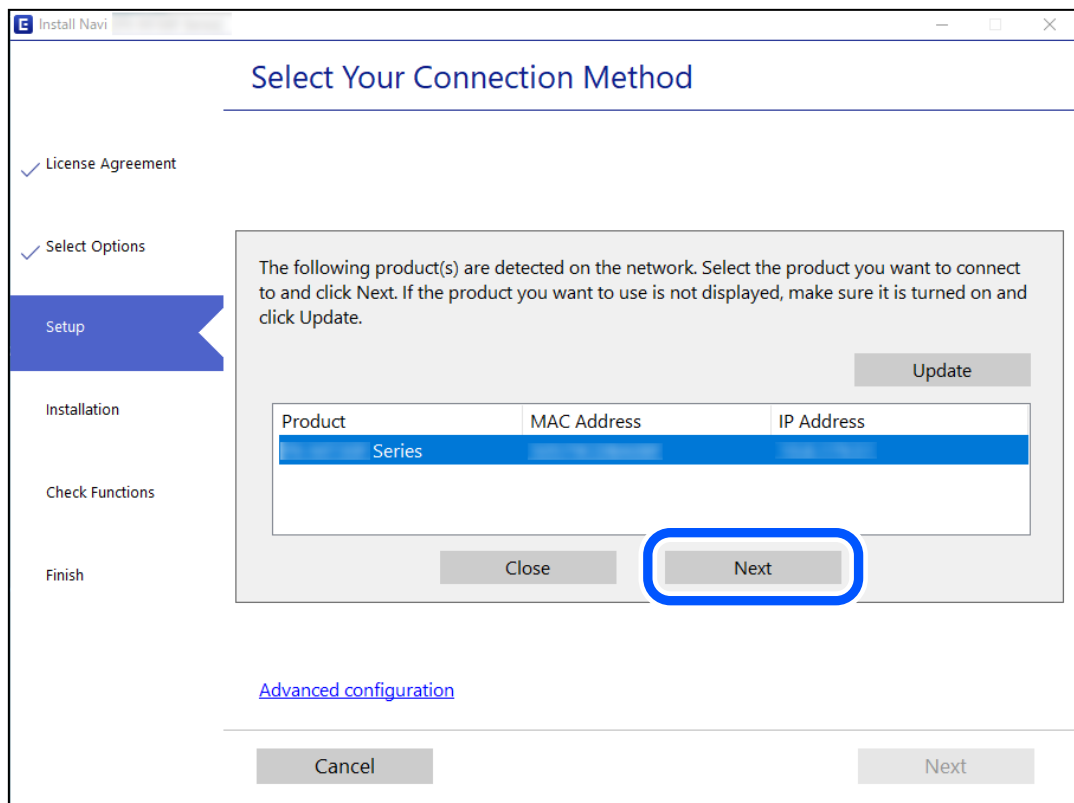 E Install Navi
Select Your Connection Method
License Agreement
Select Options
Setup
Installation
Check Functions
Finish
The following product(s) are detected on the network. Select the product you want to connect
to and click Next. If the product you want to use is not displayed, make sure it is turned on and
click Update.
Update
Product MAC Address IP Address
Series
Close Next
Advanced configuration
Cancel Next